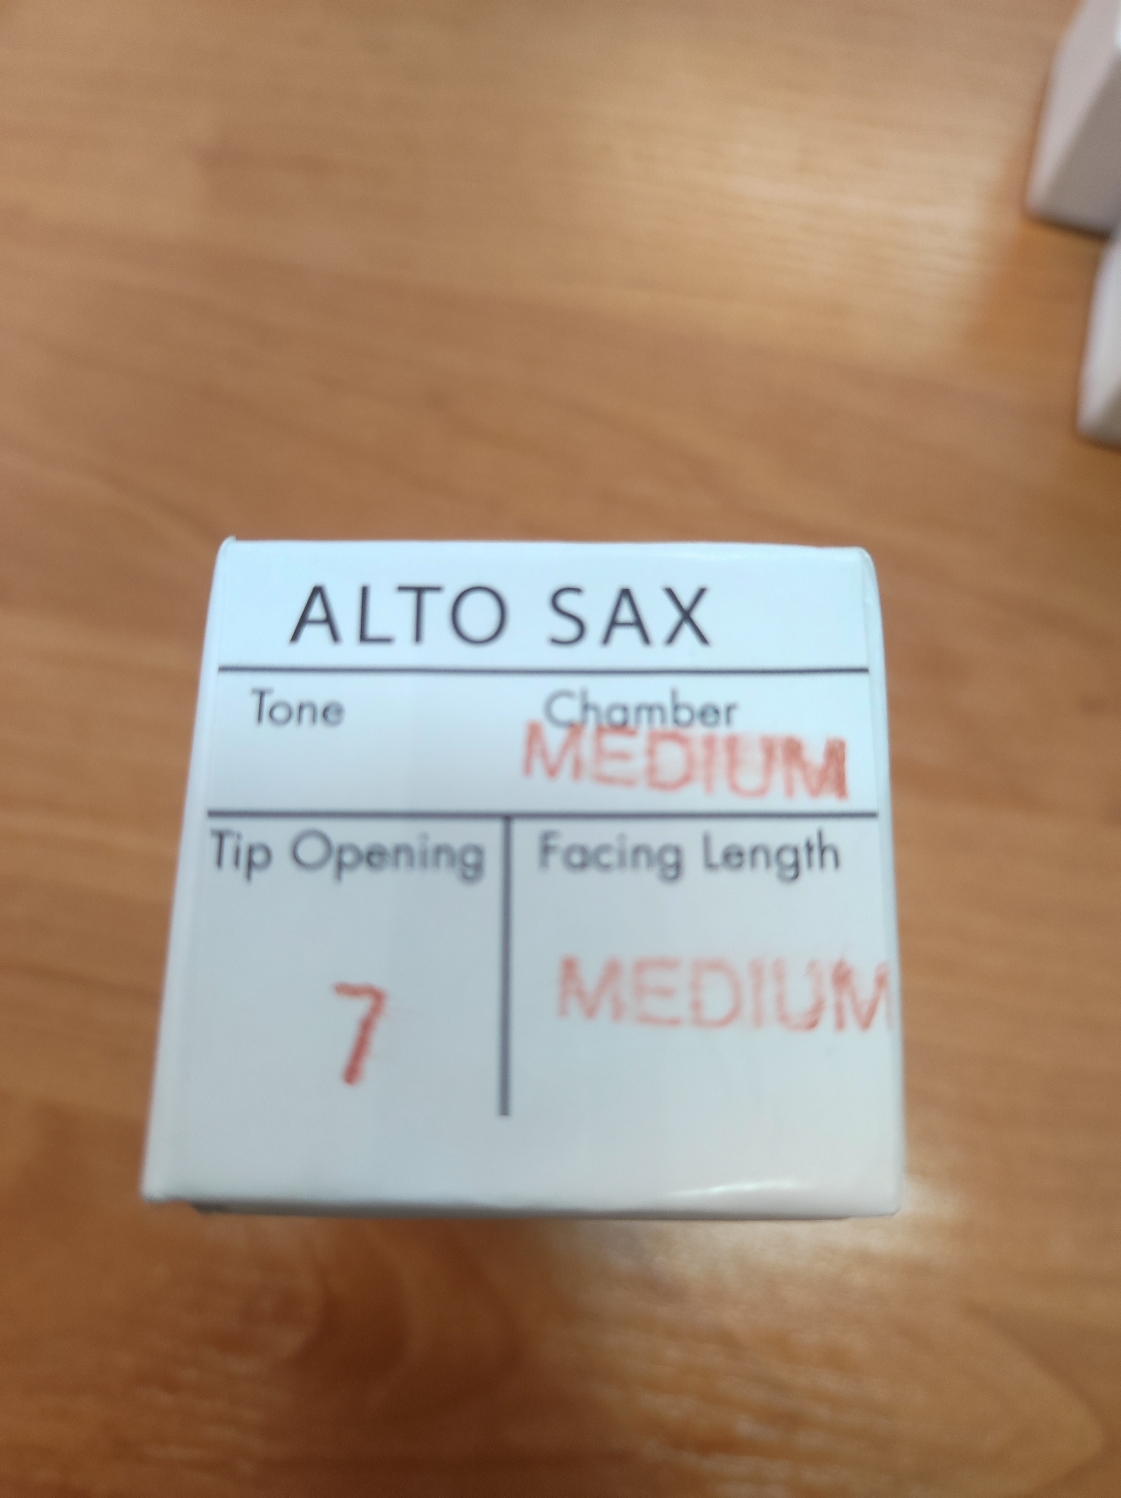 ALTO SAX
Tone Chamber
MEDIUM
Tip Opening Facing Length
7 MEDIUM